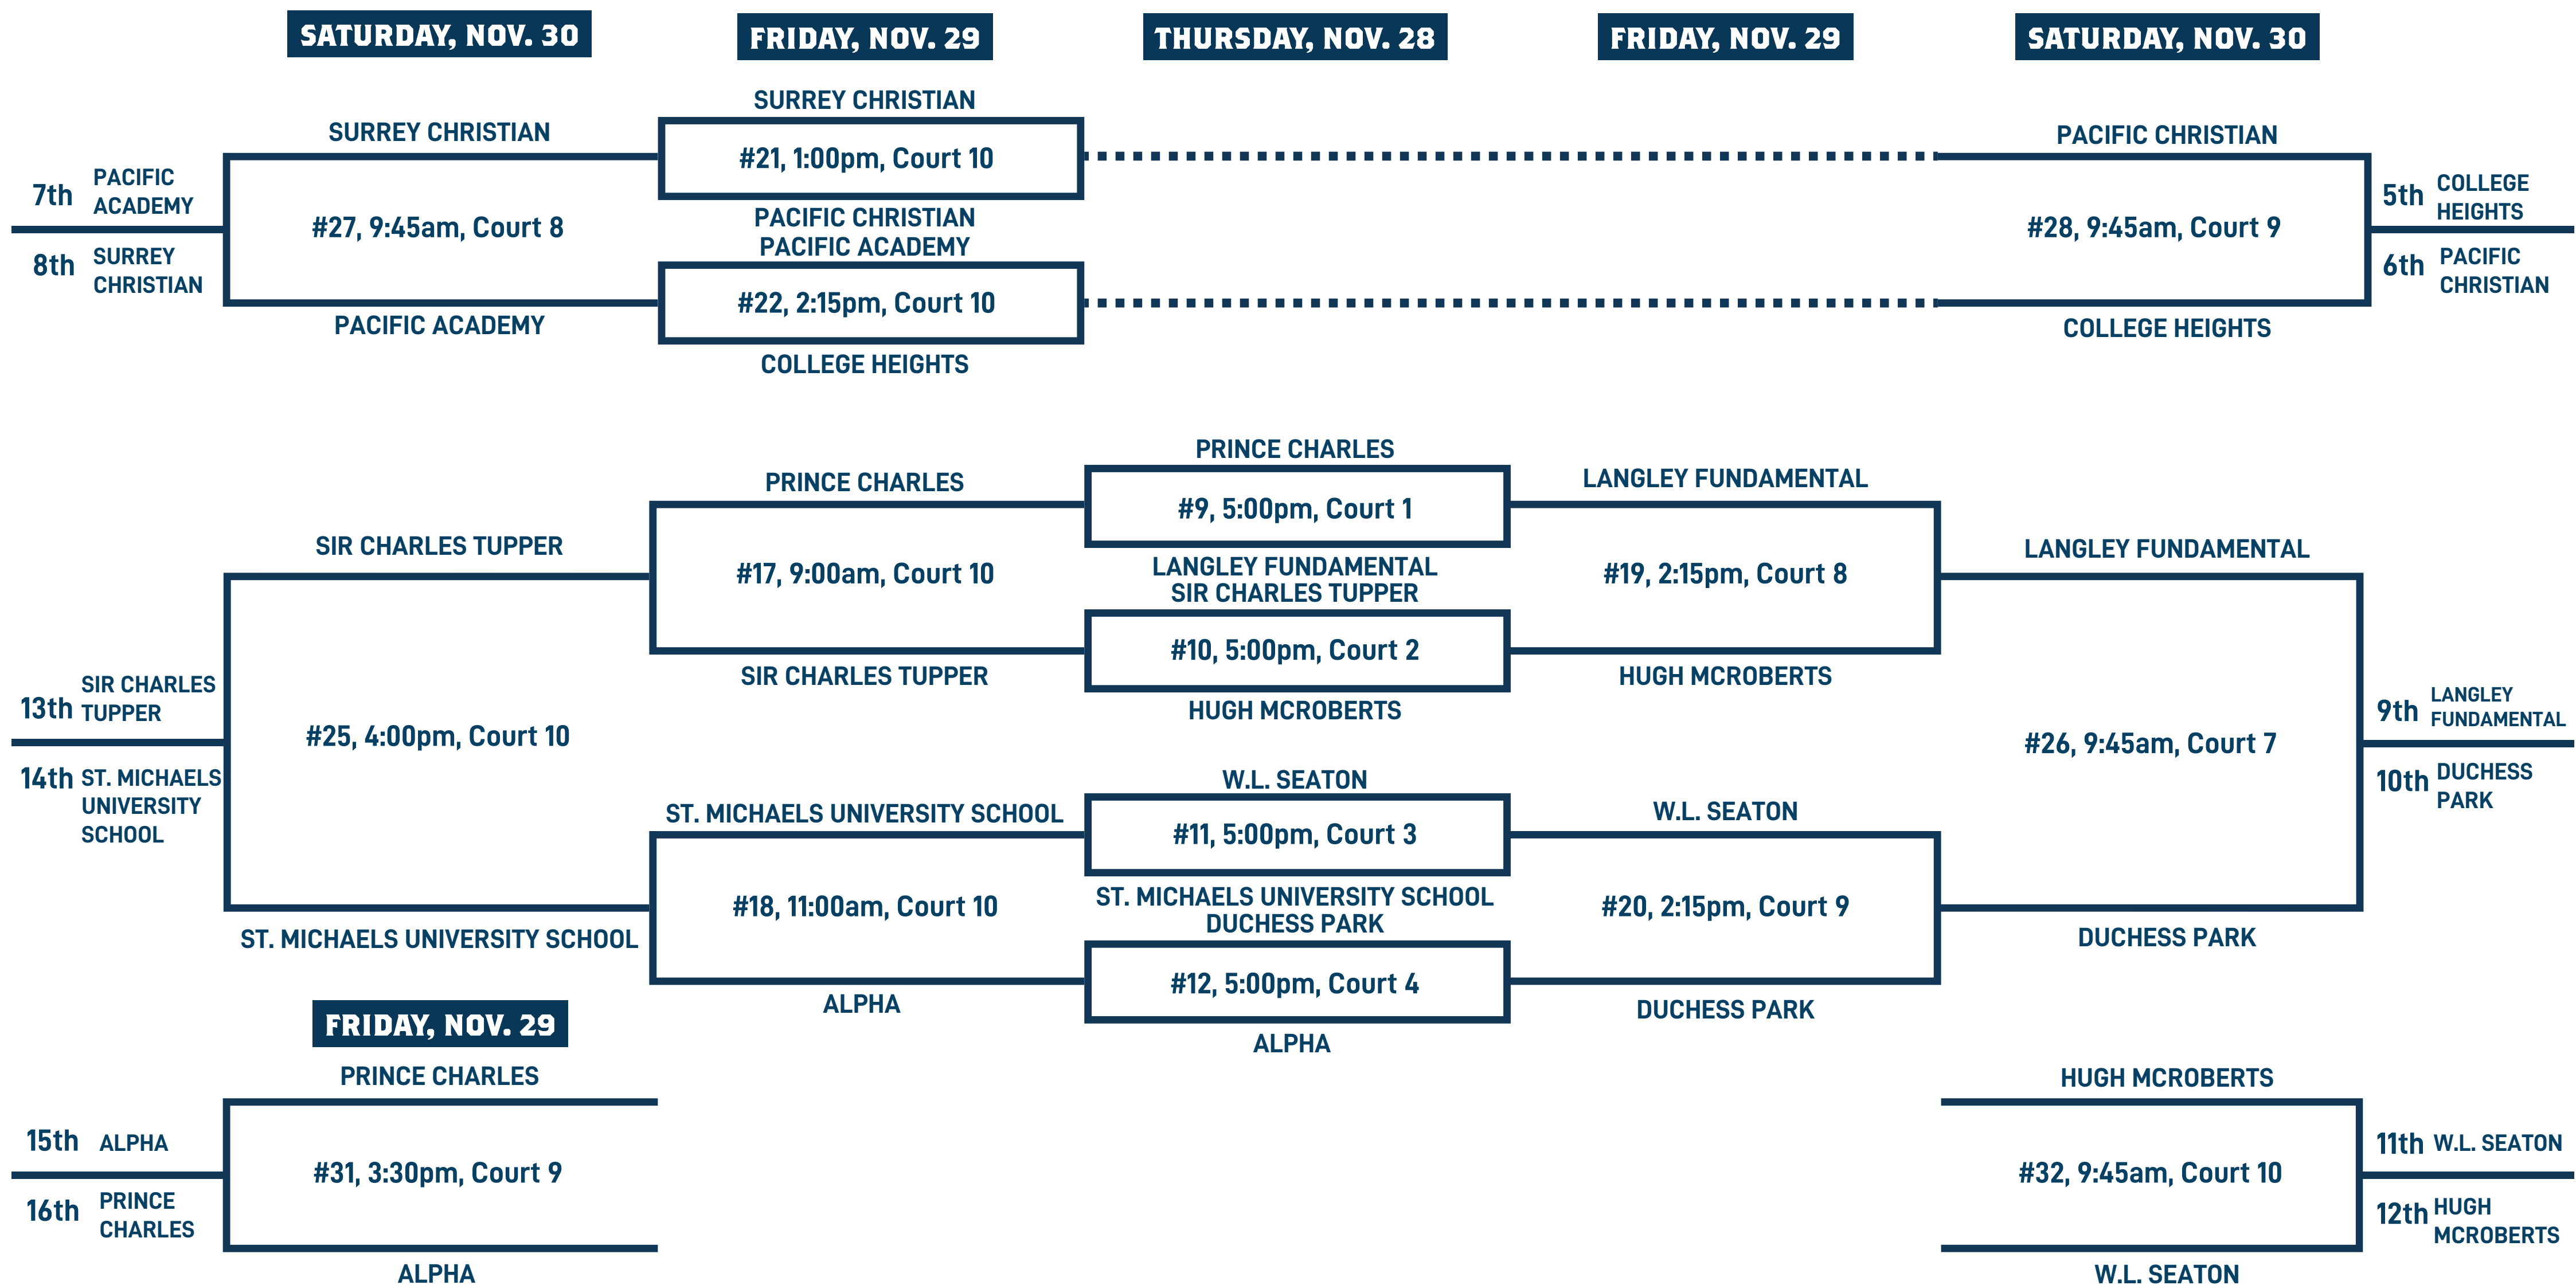 SATURDAY, NOV. 30
FRIDAY, NOV. 29
THURSDAY, NOV. 28
FRIDAY, NOV. 29
SATURDAY, NOV. 30
SURREY CHRISTIAN
SURREY CHRISTIAN
PACIFIC CHRISTIAN
#21, 1:00pm, Court 10
7th
PACIFIC
ACADEMY
#27, 9:45am, Court 8
PACIFIC CHRISTIAN
PACIFIC ACADEMY
#28, 9:45am, Court 9
5th
COLLEGE
HEIGHTS
8th
SURREY
CHRISTIAN
6th
PACIFIC
CHRISTIAN
#22, 2:15pm, Court 10
PACIFIC ACADEMY
COLLEGE HEIGHTS
COLLEGE HEIGHTS
PRINCE CHARLES
PRINCE CHARLES
LANGLEY FUNDAMENTAL
#9, 5:00pm, Court 1
SIR CHARLES TUPPER
LANGLEY FUNDAMENTAL
#17, 9:00am, Court 10
LANGLEY FUNDAMENTAL
SIR CHARLES TUPPER
#19, 2:15pm, Court 8
#10, 5:00pm, Court 2
SIR CHARLES TUPPER
HUGH MCROBERTS
HUGH MCROBERTS
13th
SIR CHARLES
TUPPER
#25, 4:00pm, Court 10
#26, 9:45am, Court 7
9th
LANGLEY
FUNDAMENTAL
14th
ST. MICHAELS
UNIVERSITY
SCHOOL
10th
DUCHESS
PARK
W.L. SEATON
ST. MICHAELS UNIVERSITY SCHOOL
W.L. SEATON
#11, 5:00pm, Court 3
#18, 11:00am, Court 10
ST. MICHAELS UNIVERSITY SCHOOL
DUCHESS PARK
#20, 2:15pm, Court 9
ST. MICHAELS UNIVERSITY SCHOOL
DUCHESS PARK
#12, 5:00pm, Court 4
ALPHA
DUCHESS PARK
ALPHA
FRIDAY, NOV. 29
PRINCE CHARLES
HUGH MCROBERTS
15th
ALPHA
#31, 3:30pm, Court 9
#32, 9:45am, Court 10
11th
W.L. SEATON
16th
PRINCE
CHARLES
12th
HUGH
MCROBERTS
ALPHA
W.L. SEATON